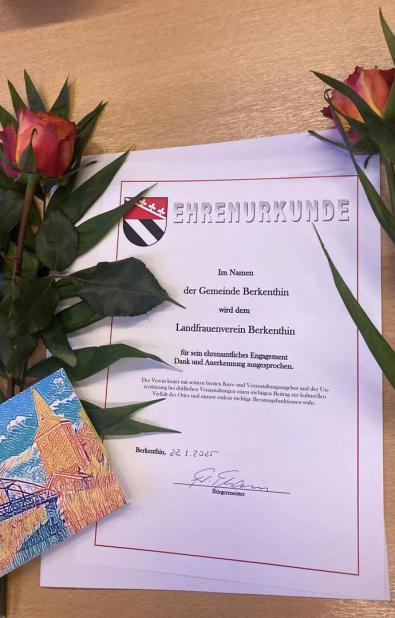 EHRENURKUNDE
Im Namen
der Gemeinde Berkenthin
wird dem
Landfrauenverein Berkenthin
für sein ehrenamtliches Engagement
Dank und Anerkennung ausgesprochen.
Der Verein leistet mit seinem breiten Kurs- und Veranstaltungsangebot und der Un-
terstützung bei dörflichen Veranstaltungen einen wichtigen Beitrag zur kulturellen
Vielfalt des Ortes und nimmt zudem wichtige Beratungsfunktionen wahr.
Berkenthin, 22.1.2025
Bürgermeister